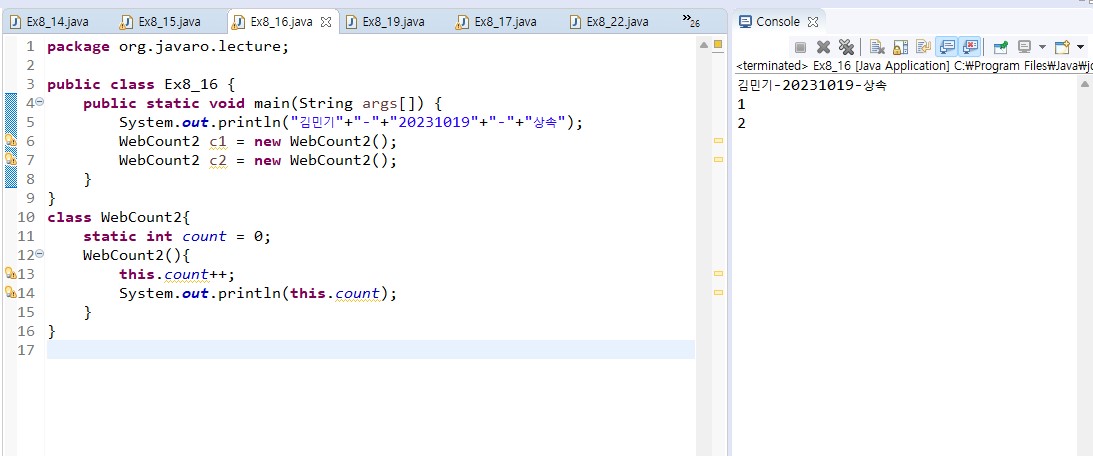 Ex8_14.java Ex8_15.java Ex8_16.java Ex8_19.java Ex8_17.java Ex8_22.java »26
1 package org.javaro.lecture;
2
3 public class Ex8_16 {
4 public static void main(String args[]) {
5 System.out.println("김민기"+"-"+"20231019"+"-"+"상속");
6 WebCount2 c1 = new WebCount2();
7 WebCount2 c2 = new WebCount2();
8 }
9 }
10 class WebCount2{
11 static int count = 0;
12 WebCount2(){
13 this.count++;
14 System.out.println(this.count);
15 }
16 }
17
Console
<terminated> Ex8_16 [Java Application] C:₩Program Files₩Java₩j
김민기-20231019-상속
1
2